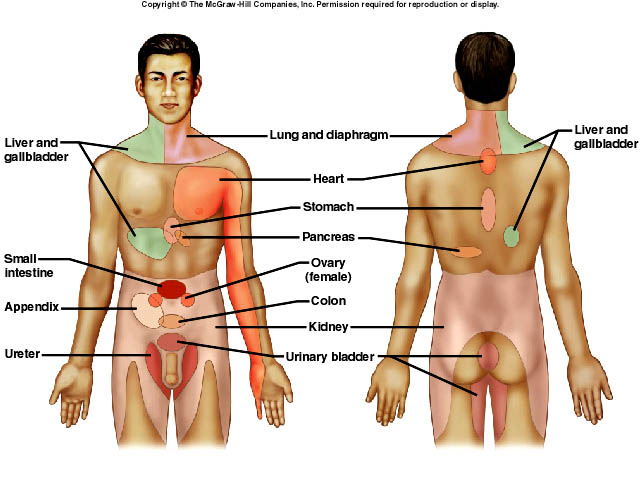 Copyright © The McGraw-Hill Companies, Inc. Permission required for reproduction or display.
Liver and
gallbladder
Lung and diaphragm
Liver and
gallbladder
Heart
Stomach
Pancreas
Small
intestine
Ovary
(female)
Appendix
Colon
Kidney
Ureter
Urinary bladder